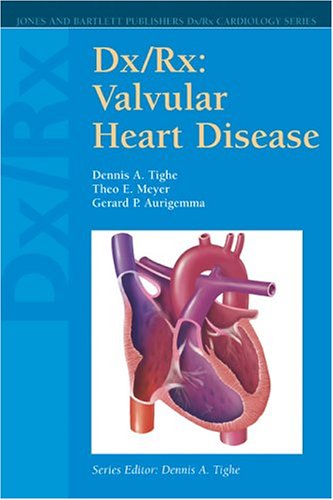 JONES AND BARTLETT PUBLISHERS Dx/Rx CARDIOLOGY SERIES
Dx/Rx:
Valvular
Heart Disease
Dennis A. Tighe
Theo E. Meyer
Gerard P. Aurigemma
Dx/Rx
Series Editor: Dennis A. Tighe